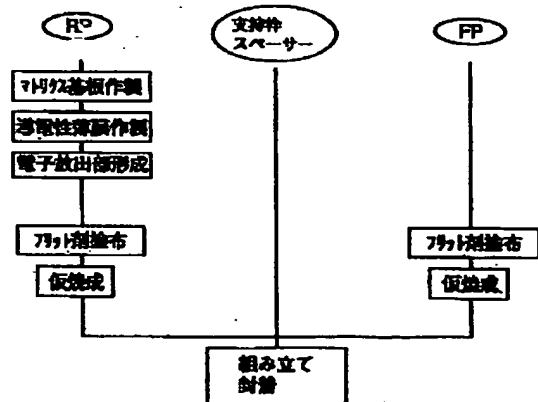 RP
支持枠
スペーサー
FP
マトリクス基板作製
導電性薄膜作製
電子放出部形成
フリット剤塗布
仮焼成
フリット剤塗布
仮焼成
組み立て
封着